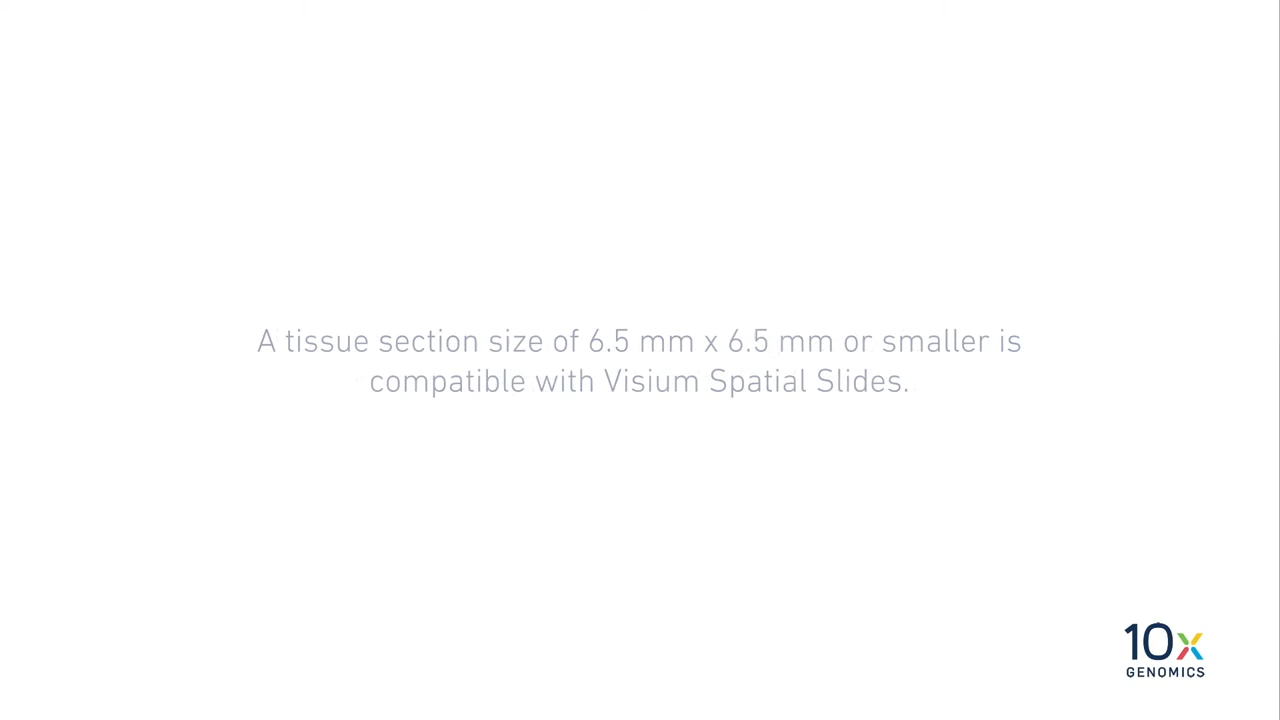 A tissue section size of 6.5 mm x 6.5 mm or smaller is
compatible with Visium Spatial Slides.
10x
GENOMICS